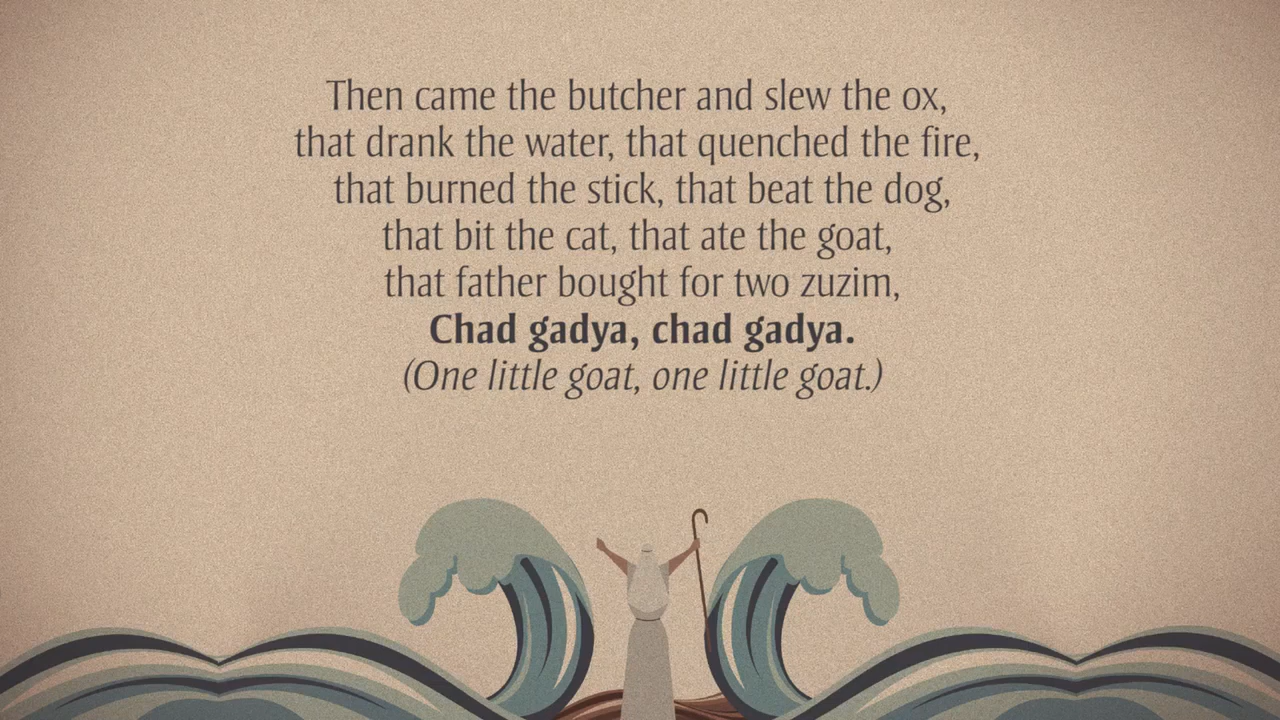 Then came the butcher and slew the ox,
that drank the water, that quenched the fire,
that burned the stick, that beat the dog,
that bit the cat, that ate the goat,
that father bought for two zuzim,
Chad gadya, chad gadya.
(One little goat, one little goat.)